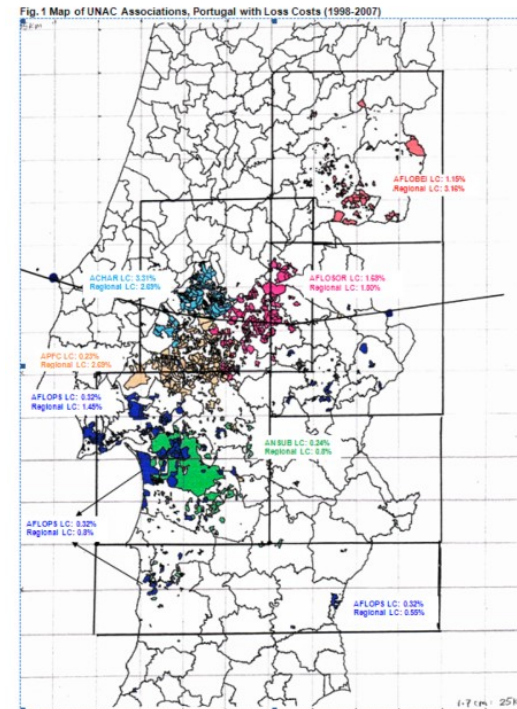 Fig. 1 Map of UNAC Associations, Portugal with Loss Costs (1998-2007)
AFLOBEI LC: 1.15%
Regional LC: 3.16%
ACHAR LC: 3.31%
Regional LC: 2.69%
AFLOSOR LC: 1.68%
Regional LC: 1.80%
APFC LC: 0.23%
Regional LC: 2.69%
AFLOPS LC: 0.32%
Regional LC: 1.45%
ANSUB LC: 0.24%
Regional LC: 0.8%
AFLOPS LC: 0.32%
Regional LC: 0.8%
AFLOPS LC: 0.32%
Regional LC: 0.55%